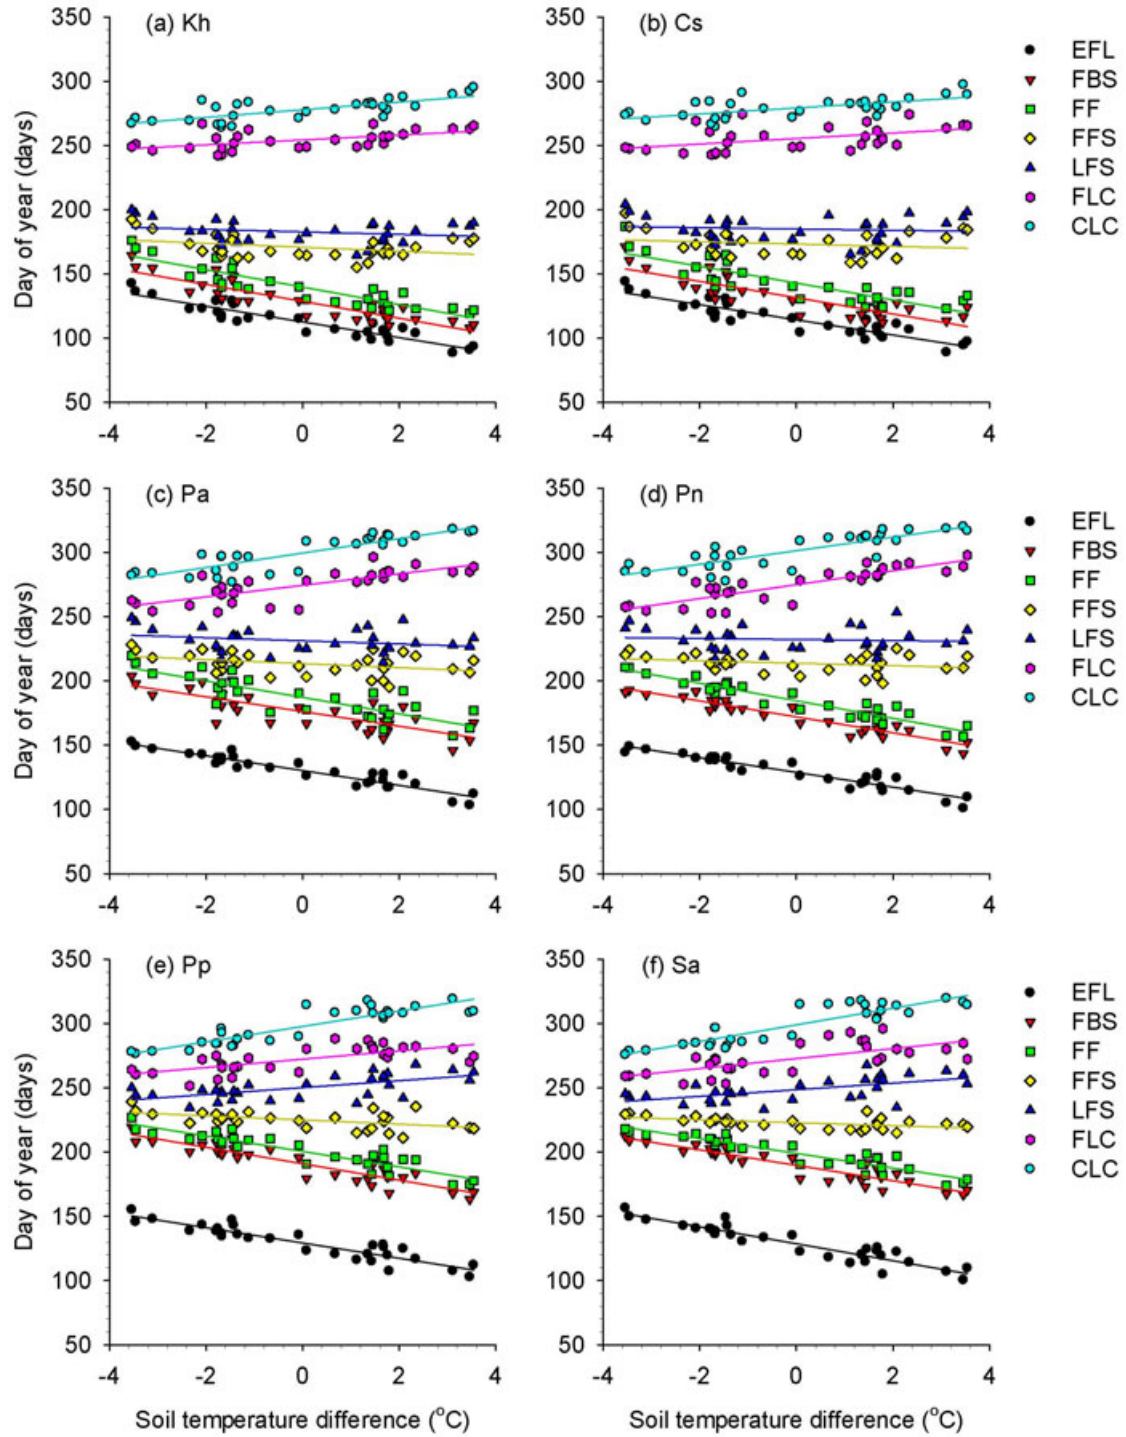 (a) Kh
(b) Cs
350
300
250
200
150
100
50
-4 -2 0 2 4
350
300
250
200
150
100
50
-4 -2 0 2 4
Day of year (days)
EFL
FBS
FF
FFS
LFS
FLC
CLC
(c) Pa
(d) Pn
350
300
250
200
150
100
50
-4 -2 0 2 4
350
300
250
200
150
100
50
-4 -2 0 2 4
Day of year (days)
EFL
FBS
FF
FFS
LFS
FLC
CLC
(e) Pp
(f) Sa
350
300
250
200
150
100
50
-4 -2 0 2 4
350
300
250
200
150
100
50
-4 -2 0 2 4
Day of year (days)
EFL
FBS
FF
FFS
LFS
FLC
CLC
Soil temperature difference (°C)
Soil temperature difference (°C)